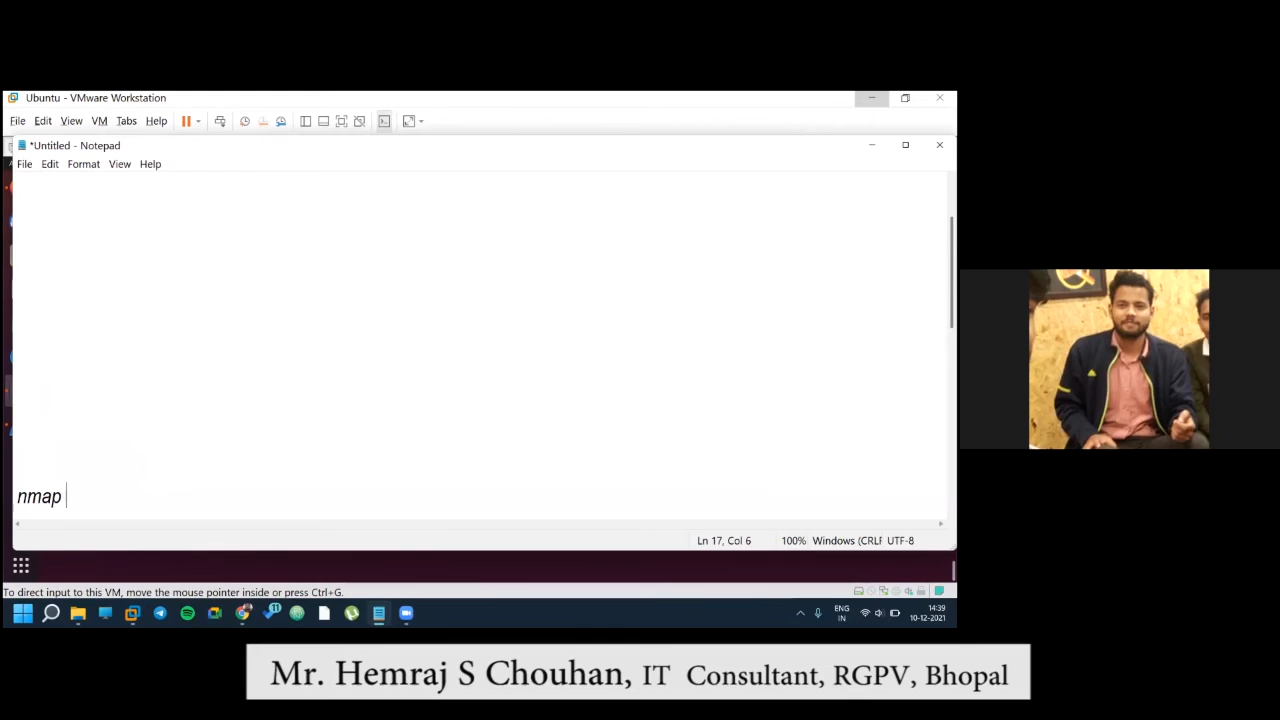 Ubuntu - VMware Workstation
File Edit View VM Tabs Help
*Untitled - Notepad
File Edit Format View Help
nmap
Ln 17, Col 6 100% Windows (CRLF UTF-8
To direct input to this VM, move the mouse pointer inside or press Ctrl+G.
11
ENG
IN
14:39
10-12-2021
Mr. Hemraj S Chouhan, IT Consultant, RGPV, Bhopal